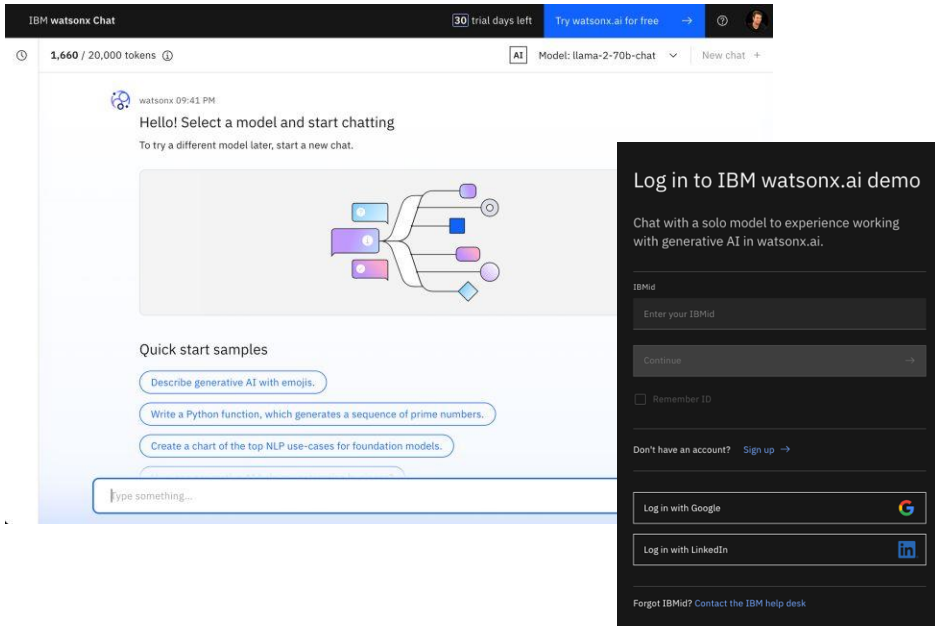 IBM watsonx Chat
30 trial days left
Try watsonx.ai for free
1,660 / 20,000 tokens
AI
Model: llama-2-70b-chat
New chat +
watsonx 09:41 PM
Hello! Select a model and start chatting
To try a different model later, start a new chat.
Quick start samples
Describe generative AI with emojis.
Write a Python function, which generates a sequence of prime numbers.
Create a chart of the top NLP use-cases for foundation models.
Type something...
Log in to IBM watsonx.ai demo
Chat with a solo model to experience working
with generative AI in watsonx.ai.
IBMid
Enter your IBMid
Continue
Remember ID
Don't have an account? Sign up
Log in with Google
Log in with LinkedIn
Forgot IBMid? Contact the IBM help desk